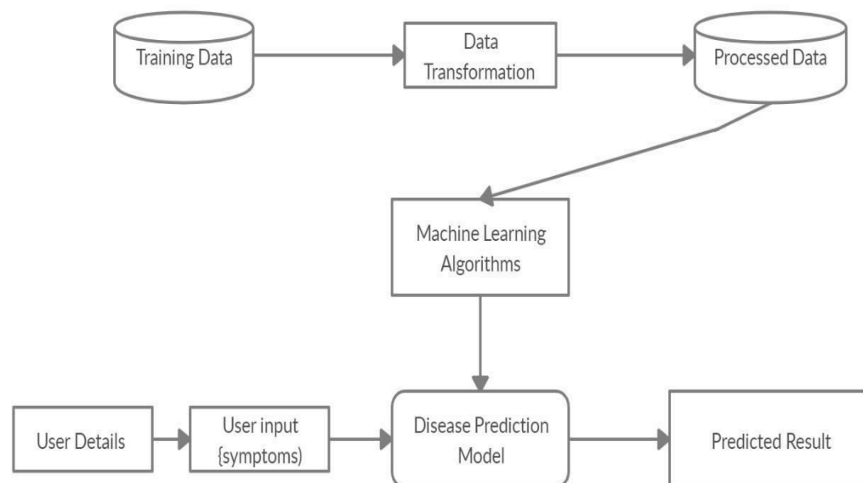 Training Data
Data
Transformation
Processed Data
Machine Learning
Algorithms
User Details
User input
{symptoms)
Disease Prediction
Model
Predicted Result